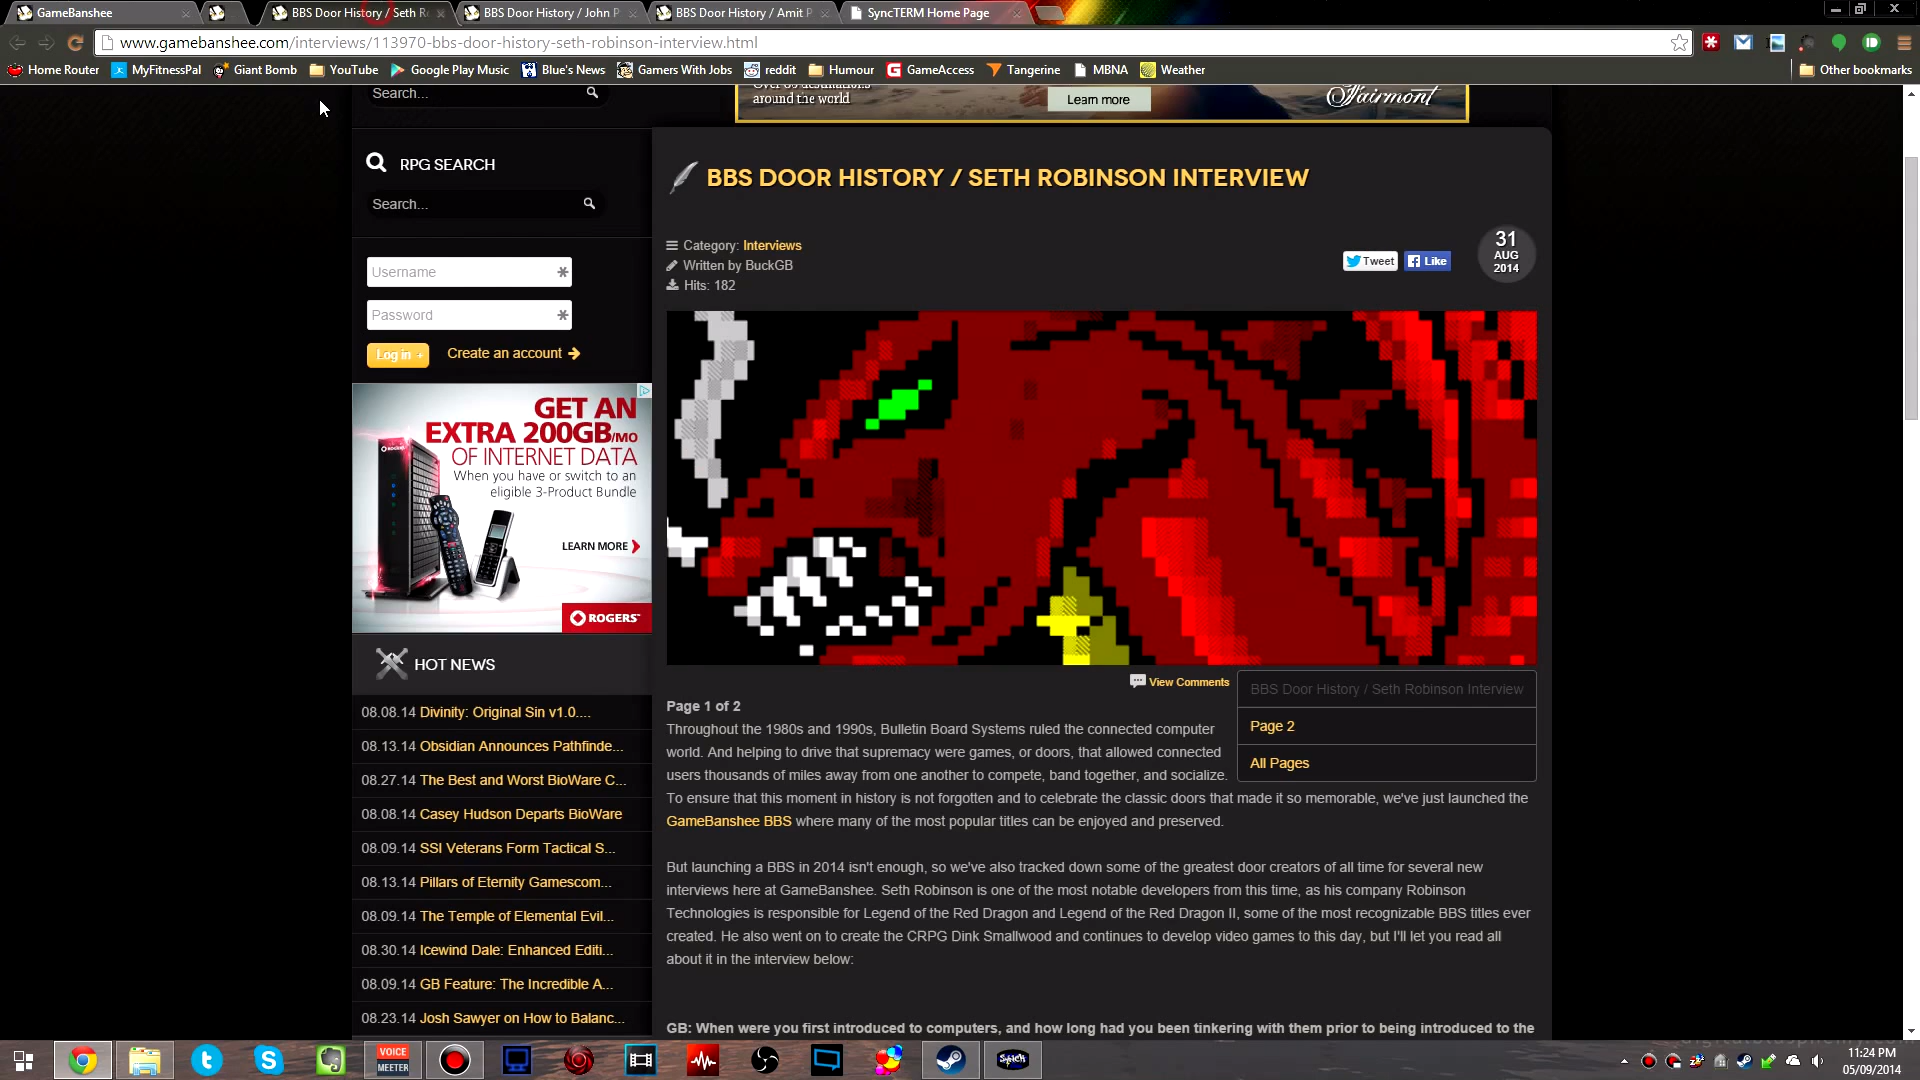 GameBanshee
BBS Door History / Seth R
BBS Door History / John P
BBS Door History / Amit P
SyncTERM Home Page
www.gamebanshee.com/interviews/113970-bbs-door-history-seth-robinson-interview.html
Home Router
MyFitnessPal
Giant Bomb
YouTube
Google Play Music
Blue's News
Gamers With Jobs
reddit
Humour
GameAccess
Tangerine
MBNA
Weather
Other bookmarks
Search...
around the world
Learn more
Fairmont
RPG SEARCH
Search...
Username
Password
Log in
Create an account
GET AN
EXTRA 200GB/MO
OF INTERNET DATA
When you have or switch to an
eligible 3-Product Bundle
LEARN MORE
ROGERS™
HOT NEWS
08.08.14 Divinity: Original Sin v1.0....
08.13.14 Obsidian Announces Pathfinde...
08.27.14 The Best and Worst BioWare C...
08.08.14 Casey Hudson Departs BioWare
08.09.14 SSI Veterans Form Tactical S...
08.13.14 Pillars of Eternity Gamescom...
08.09.14 The Temple of Elemental Evil...
08.30.14 Icewind Dale: Enhanced Editi...
08.09.14 GB Feature: The Incredible A...
08.23.14 Josh Sawyer on How to Balanc...
BBS DOOR HISTORY / SETH ROBINSON INTERVIEW
Category: Interviews
Written by BuckGB
Hits: 182
Tweet
Like
31
AUG
2014
View Comments
BBS Door History / Seth Robinson Interview
Page 2
All Pages
Page 1 of 2
Throughout the 1980s and 1990s, Bulletin Board Systems ruled the connected computer
world. And helping to drive that supremacy were games, or doors, that allowed connected
users thousands of miles away from one another to compete, band together, and socialize.
To ensure that this moment in history is not forgotten and to celebrate the classic doors that made it so memorable, we've just launched the
GameBanshee BBS where many of the most popular titles can be enjoyed and preserved.
But launching a BBS in 2014 isn't enough, so we've also tracked down some of the greatest door creators of all time for several new
interviews here at GameBanshee. Seth Robinson is one of the most notable developers from this time, as his company Robinson
Technologies is responsible for Legend of the Red Dragon and Legend of the Red Dragon II, some of the most recognizable BBS titles ever
created. He also went on to create the CRPG Dink Smallwood and continues to develop video games to this day, but I'll let you read all
about it in the interview below:
GB: When were you first introduced to computers, and how long had you been tinkering with them prior to being introduced to the
VOICE
MEETER
11:24 PM
05/09/2014